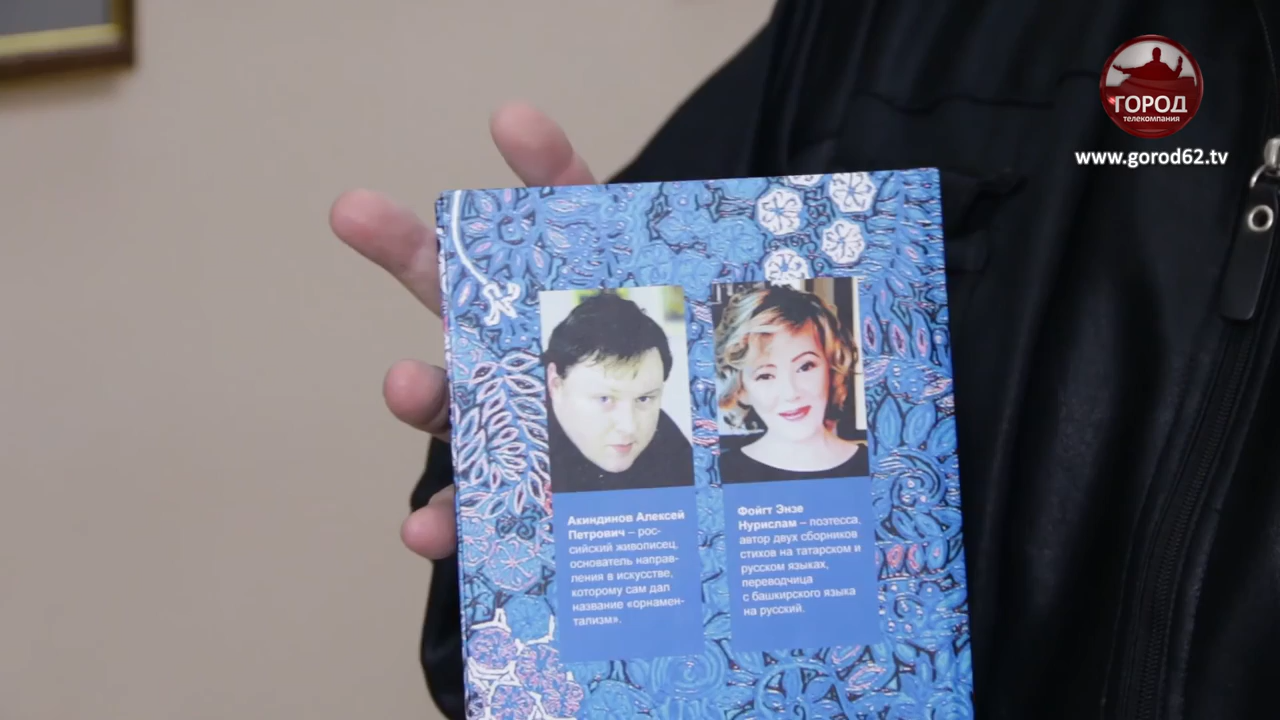 ГОРОД
телекомпания
www.gorod62.tv
Акиндинов Алексей
Петрович – рос-
сийский живописец,
основатель направ-
ления в искусстве,
которому сам дал
название «орнамен-
тализм».
Фойгт Энзе
Нурислам – поэтесса,
автор двух сборников
стихов на татарском и
русском языках,
переводчица
с башкирского языка
на русский.